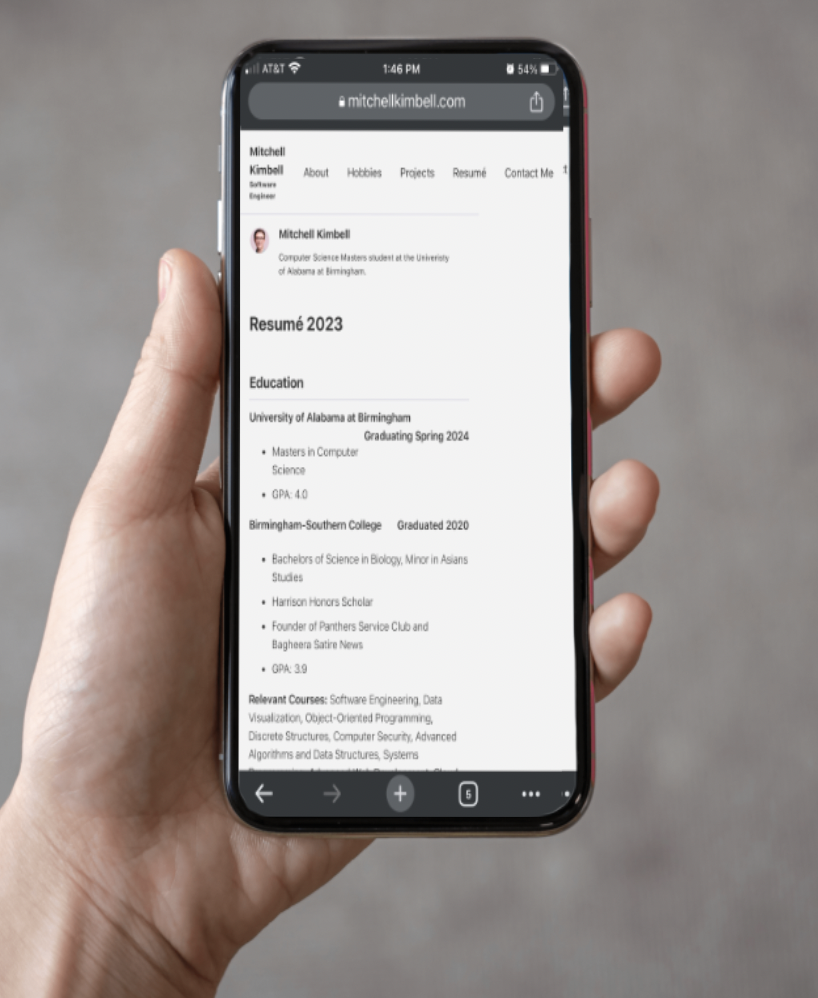 AT&T 1:46 PM 54%
mitchellkimbell.com
Mitchell
Kimbell
Software
Engineer
About Hobbies Projects Resumé Contact Me
Mitchell Kimbell
Computer Science Masters student at the Univeristy
of Alabama at Birmingham.
Resumé 2023
Education
University of Alabama at Birmingham
Graduating Spring 2024
• Masters in Computer
Science
• GPA: 4.0
Birmingham-Southern College Graduated 2020
• Bachelors of Science in Biology, Minor in Asians
Studies
• Harrison Honors Scholar
• Founder of Panthers Service Club and
Bagheera Satire News
• GPA: 3.9
Relevant Courses: Software Engineering, Data
Visualization, Object-Oriented Programming,
Discrete Structures, Computer Security, Advanced
Algorithms and Data Structures, Systems
5